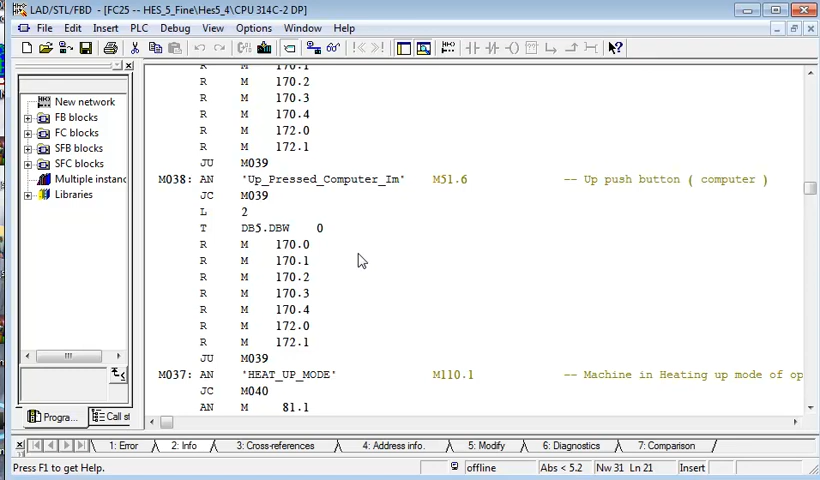 LAD/STL/FBD - [FC25 -- HES_5_Fine\Hes5_4\CPU 314C-2 DP]
File Edit Insert PLC Debug View Options Window Help
New network
FB blocks
FC blocks
SFB blocks
SFC blocks
Multiple instanc
Libraries
Progra...
Call st
R M 170.1
R M 170.2
R M 170.3
R M 170.4
R M 172.0
R M 172.1
JU M039
M038: AN "Up_Pressed_Computer_Im" M51.6 -- Up push button ( computer )
JC M039
L 2
T DB5.DBW 0
R M 170.0
R M 170.1
R M 170.2
R M 170.3
R M 170.4
R M 172.0
R M 172.1
JU M039
M037: AN "HEAT_UP_MODE" M110.1 -- Machine in Heating up mode of op
JC M040
AN M 81.1
1: Error 2: Info 3: Cross-references 4: Address info. 5: Modify 6: Diagnostics 7: Comparison
Press F1 to get Help. offline Abs < 5.2 Nw 31 Ln 21 Insert